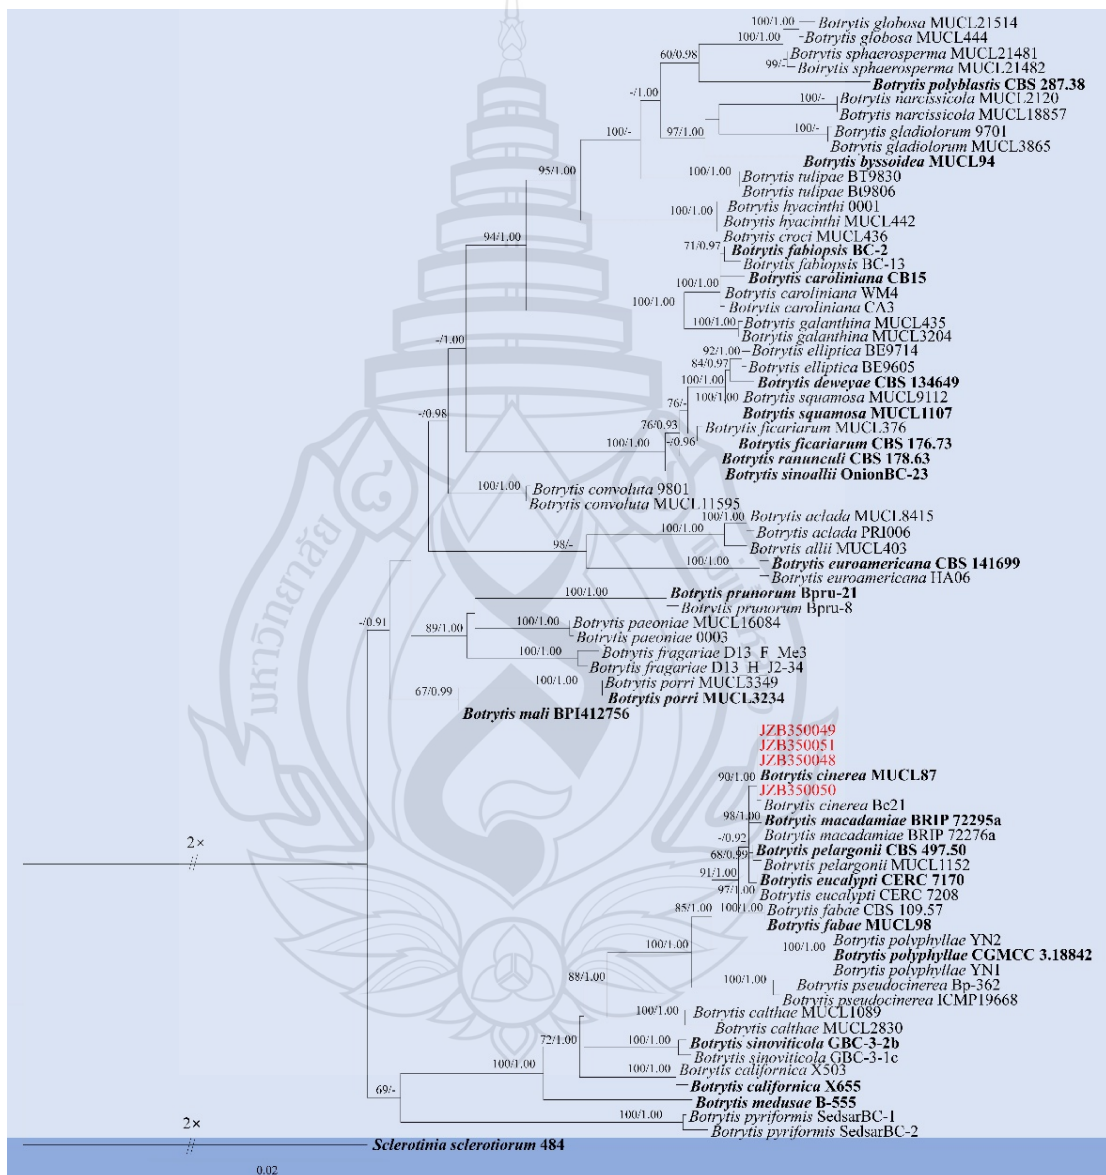 100/1.00 Botrytis globosa MUCL21514
100/1.00 Botrytis globosa MUCL444
60/0.98 Botrytis sphaerosperma MUCL21481
99/- Botrytis sphaerosperma MUCL21482
Botrytis polyblastis CBS 287.38
-/1.00 100/- Botrytis narcissicola MUCL2120
Botrytis narcissicola MUCL18857
100/- 97/1.00 100/- Botrytis gladiolorum 9701
Botrytis gladiolorum MUCL3865
Botrytis byssoidea MUCL94
95/1.00 100/1.00 Botrytis tulipae BT9830
Botrytis tulipae Bt9806
Botrytis hyacinthi 0001
100/1.00 Botrytis hyacinthi MUCL442
94/1.00 Botrytis croci MUCL436
71/0.97 Botrytis fabiopsis BC-2
Botrytis fabiopsis BC-13
100/1.00 Botrytis caroliniana CB15
Botrytis caroliniana WM4
100/1.00 Botrytis caroliniana CA3
100/1.00 Botrytis galanthina MUCL435
-/1.00 Botrytis galanthina MUCL3204
92/1.00 Botrytis elliptica BE9714
84/0.97 Botrytis elliptica BE9605
100/1.00 Botrytis deweyae CBS 134649
76/- 100/1.00 Botrytis squamosa MUCL9112
-/0.98 Botrytis squamosa MUCL1107
76/0.93 Botrytis ficariarum MUCL376
100/1.00 -/0.96 Botrytis ficariarum CBS 176.73
Botrytis ranunculi CBS 178.63
Botrytis sinoallii OnionBC-23
100/1.00 Botrytis convoluta 9801
Botrytis convoluta MUCL11595
100/1.00 Botrytis aclada MUCL8415
100/1.00 Botrytis aclada PRI006
98/- Botrytis allii MUCL403
100/1.00 Botrytis euroamericana CBS 141699
Botrytis euroamericana HA06
100/1.00 Botrytis prunorum Bpru-21
Botrytis prunorum Bpru-8
-/0.91 89/1.00 100/1.00 Botrytis paeoniae MUCL16084
Botrytis paeoniae 0003
100/1.00 Botrytis fragariae D13_F_Me3
Botrytis fragariae D13_H_J2-34
100/1.00 Botrytis porri MUCL3349
67/0.99 Botrytis porri MUCL3234
Botrytis mali BPI412756
JZB350049
JZB350051
JZB350048
90/1.00 Botrytis cinerea MUCL87
JZB350050
Botrytis cinerea Bc21
98/1.00 Botrytis macadamiae BRIP 72295a
-/0.92 Botrytis macadamiae BRIP 72276a
2× 68/0.99 Botrytis pelargonii CBS 497.50
Botrytis pelargonii MUCL1152
91/1.00 Botrytis eucalypti CERC 7170
97/1.00 Botrytis eucalypti CERC 7208
85/1.00 100/1.00 Botrytis fabae CBS 109.57
Botrytis fabae MUCL98
100/1.00 100/1.00 Botrytis polyphyllae YN2
Botrytis polyphyllae CGMCC 3.18842
88/1.00 Botrytis polyphyllae YN1
100/1.00 Botrytis pseudocinerea Bp-362
Botrytis pseudocinerea ICMP19668
100/1.00 Botrytis calthae MUCL1089
Botrytis calthae MUCL2830
72/1.00 100/1.00 Botrytis sinoviticola GBC-3-2b
Botrytis sinoviticola GBC-3-1c
100/1.00 100/1.00 Botrytis californica X503
Botrytis californica X655
69/- Botrytis medusae B-555
100/1.00 Botrytis pyriformis SedsarBC-1
2× Botrytis pyriformis SedsarBC-2
Sclerotinia sclerotiorum 484
0.02